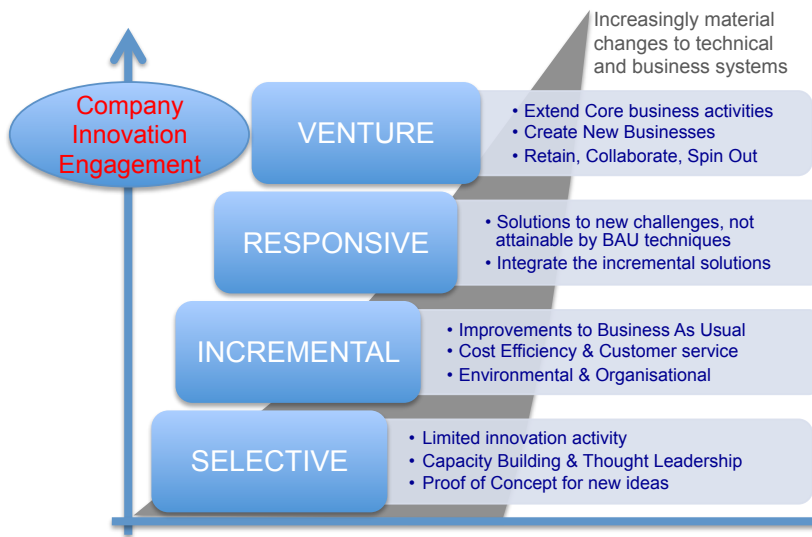 Increasingly material
changes to technical
and business systems
Company
Innovation
Engagement
VENTURE
• Extend Core business activities
• Create New Businesses
• Retain, Collaborate, Spin Out
RESPONSIVE
• Solutions to new challenges, not
attainable by BAU techniques
• Integrate the incremental solutions
INCREMENTAL
• Improvements to Business As Usual
• Cost Efficiency & Customer service
• Environmental & Organisational
SELECTIVE
• Limited innovation activity
• Capacity Building & Thought Leadership
• Proof of Concept for new ideas